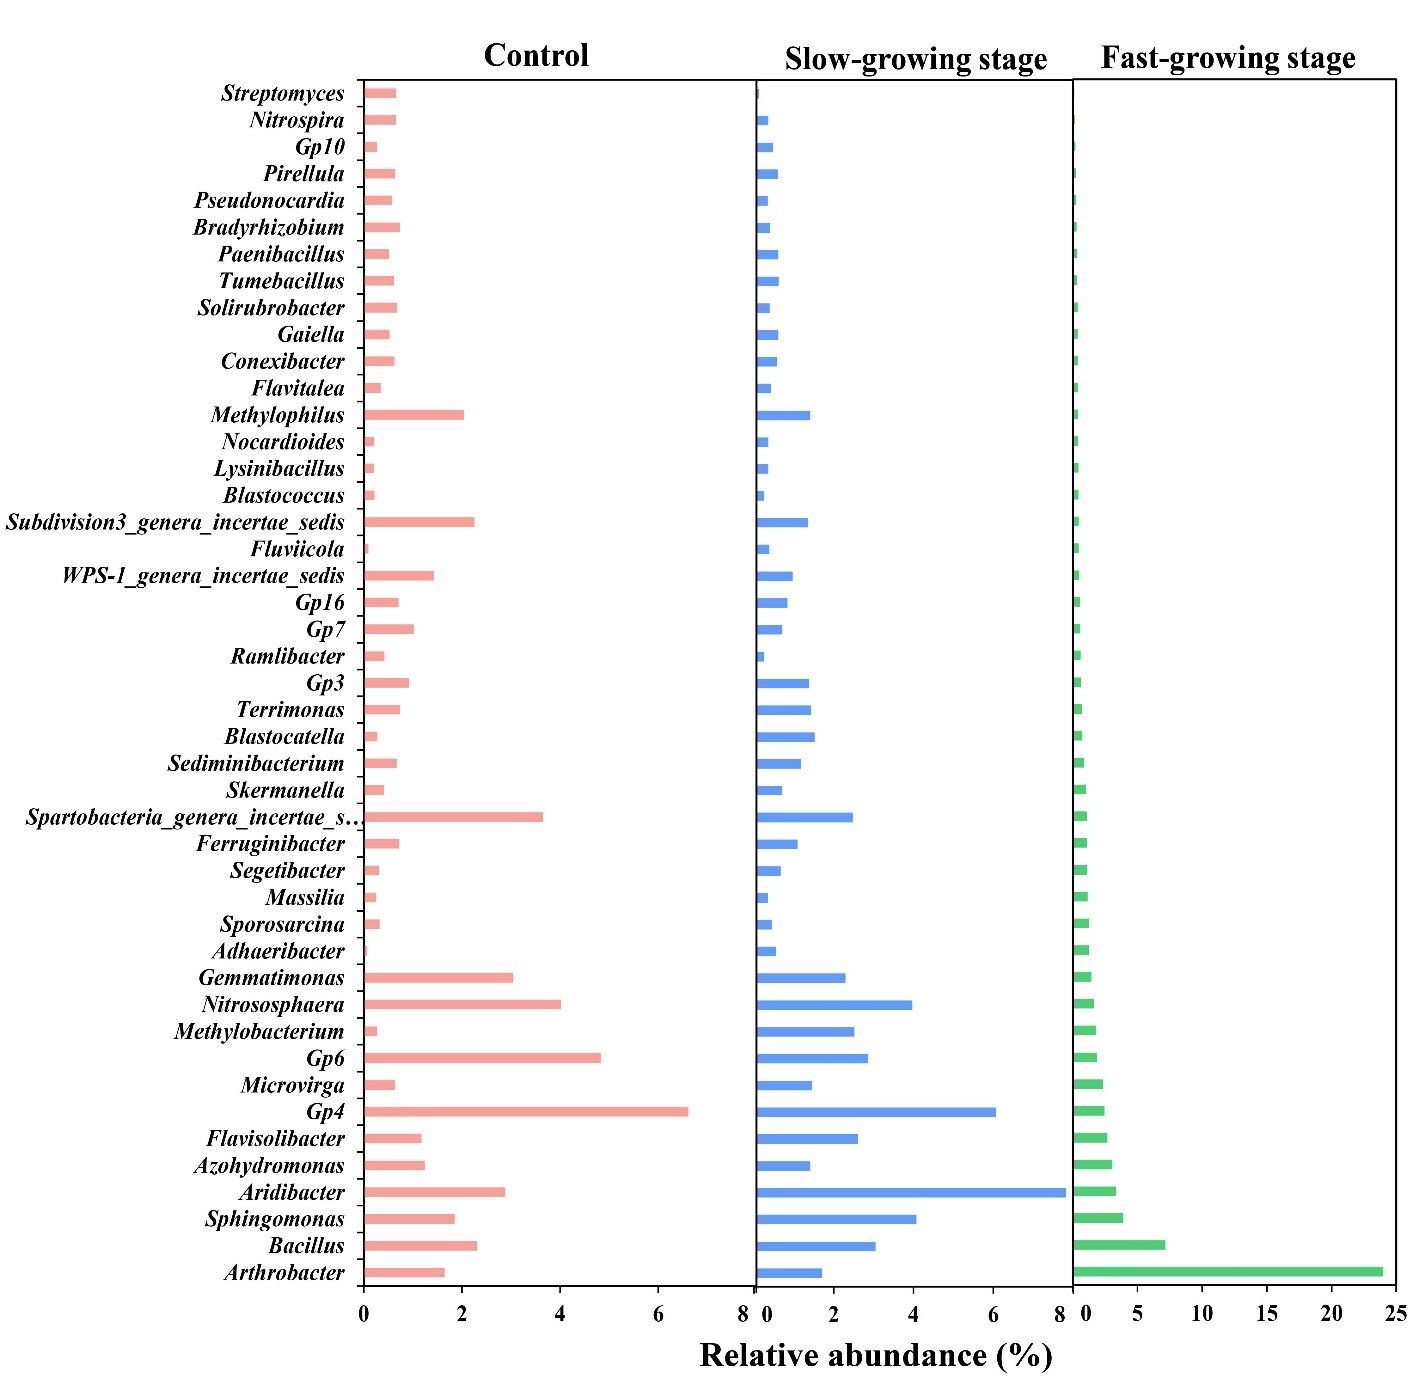 Control
Slow-growing stage
Fast-growing stage
Streptomyces
Nitrospira
Gp10
Pirellula
Pseudonocardia
Bradyrhizobium
Paenibacillus
Tumebacillus
Solirubrobacter
Gaiella
Conexibacter
Flavitalea
Methylophilus
Nocardioides
Lysinibacillus
Blastococcus
Subdivision3_genera_incertae_sedis
Fluviicola
WPS-1_genera_incertae_sedis
Gp16
Gp7
Ramlibacter
Gp3
Terrimonas
Blastocatella
Sediminibacterium
Skermanella
Spartobacteria_genera_incertae_s…
Ferruginibacter
Segetibacter
Massilia
Sporosarcina
Adhaeribacter
Gemmatimonas
Nitrososphaera
Methylobacterium
Gp6
Microvirga
Gp4
Flavisolibacter
Azohydromonas
Aridibacter
Sphingomonas
Bacillus
Arthrobacter
0 2 4 6 8 0 2 4 6 8 0 5 10 15 20 25
Relative abundance (%)